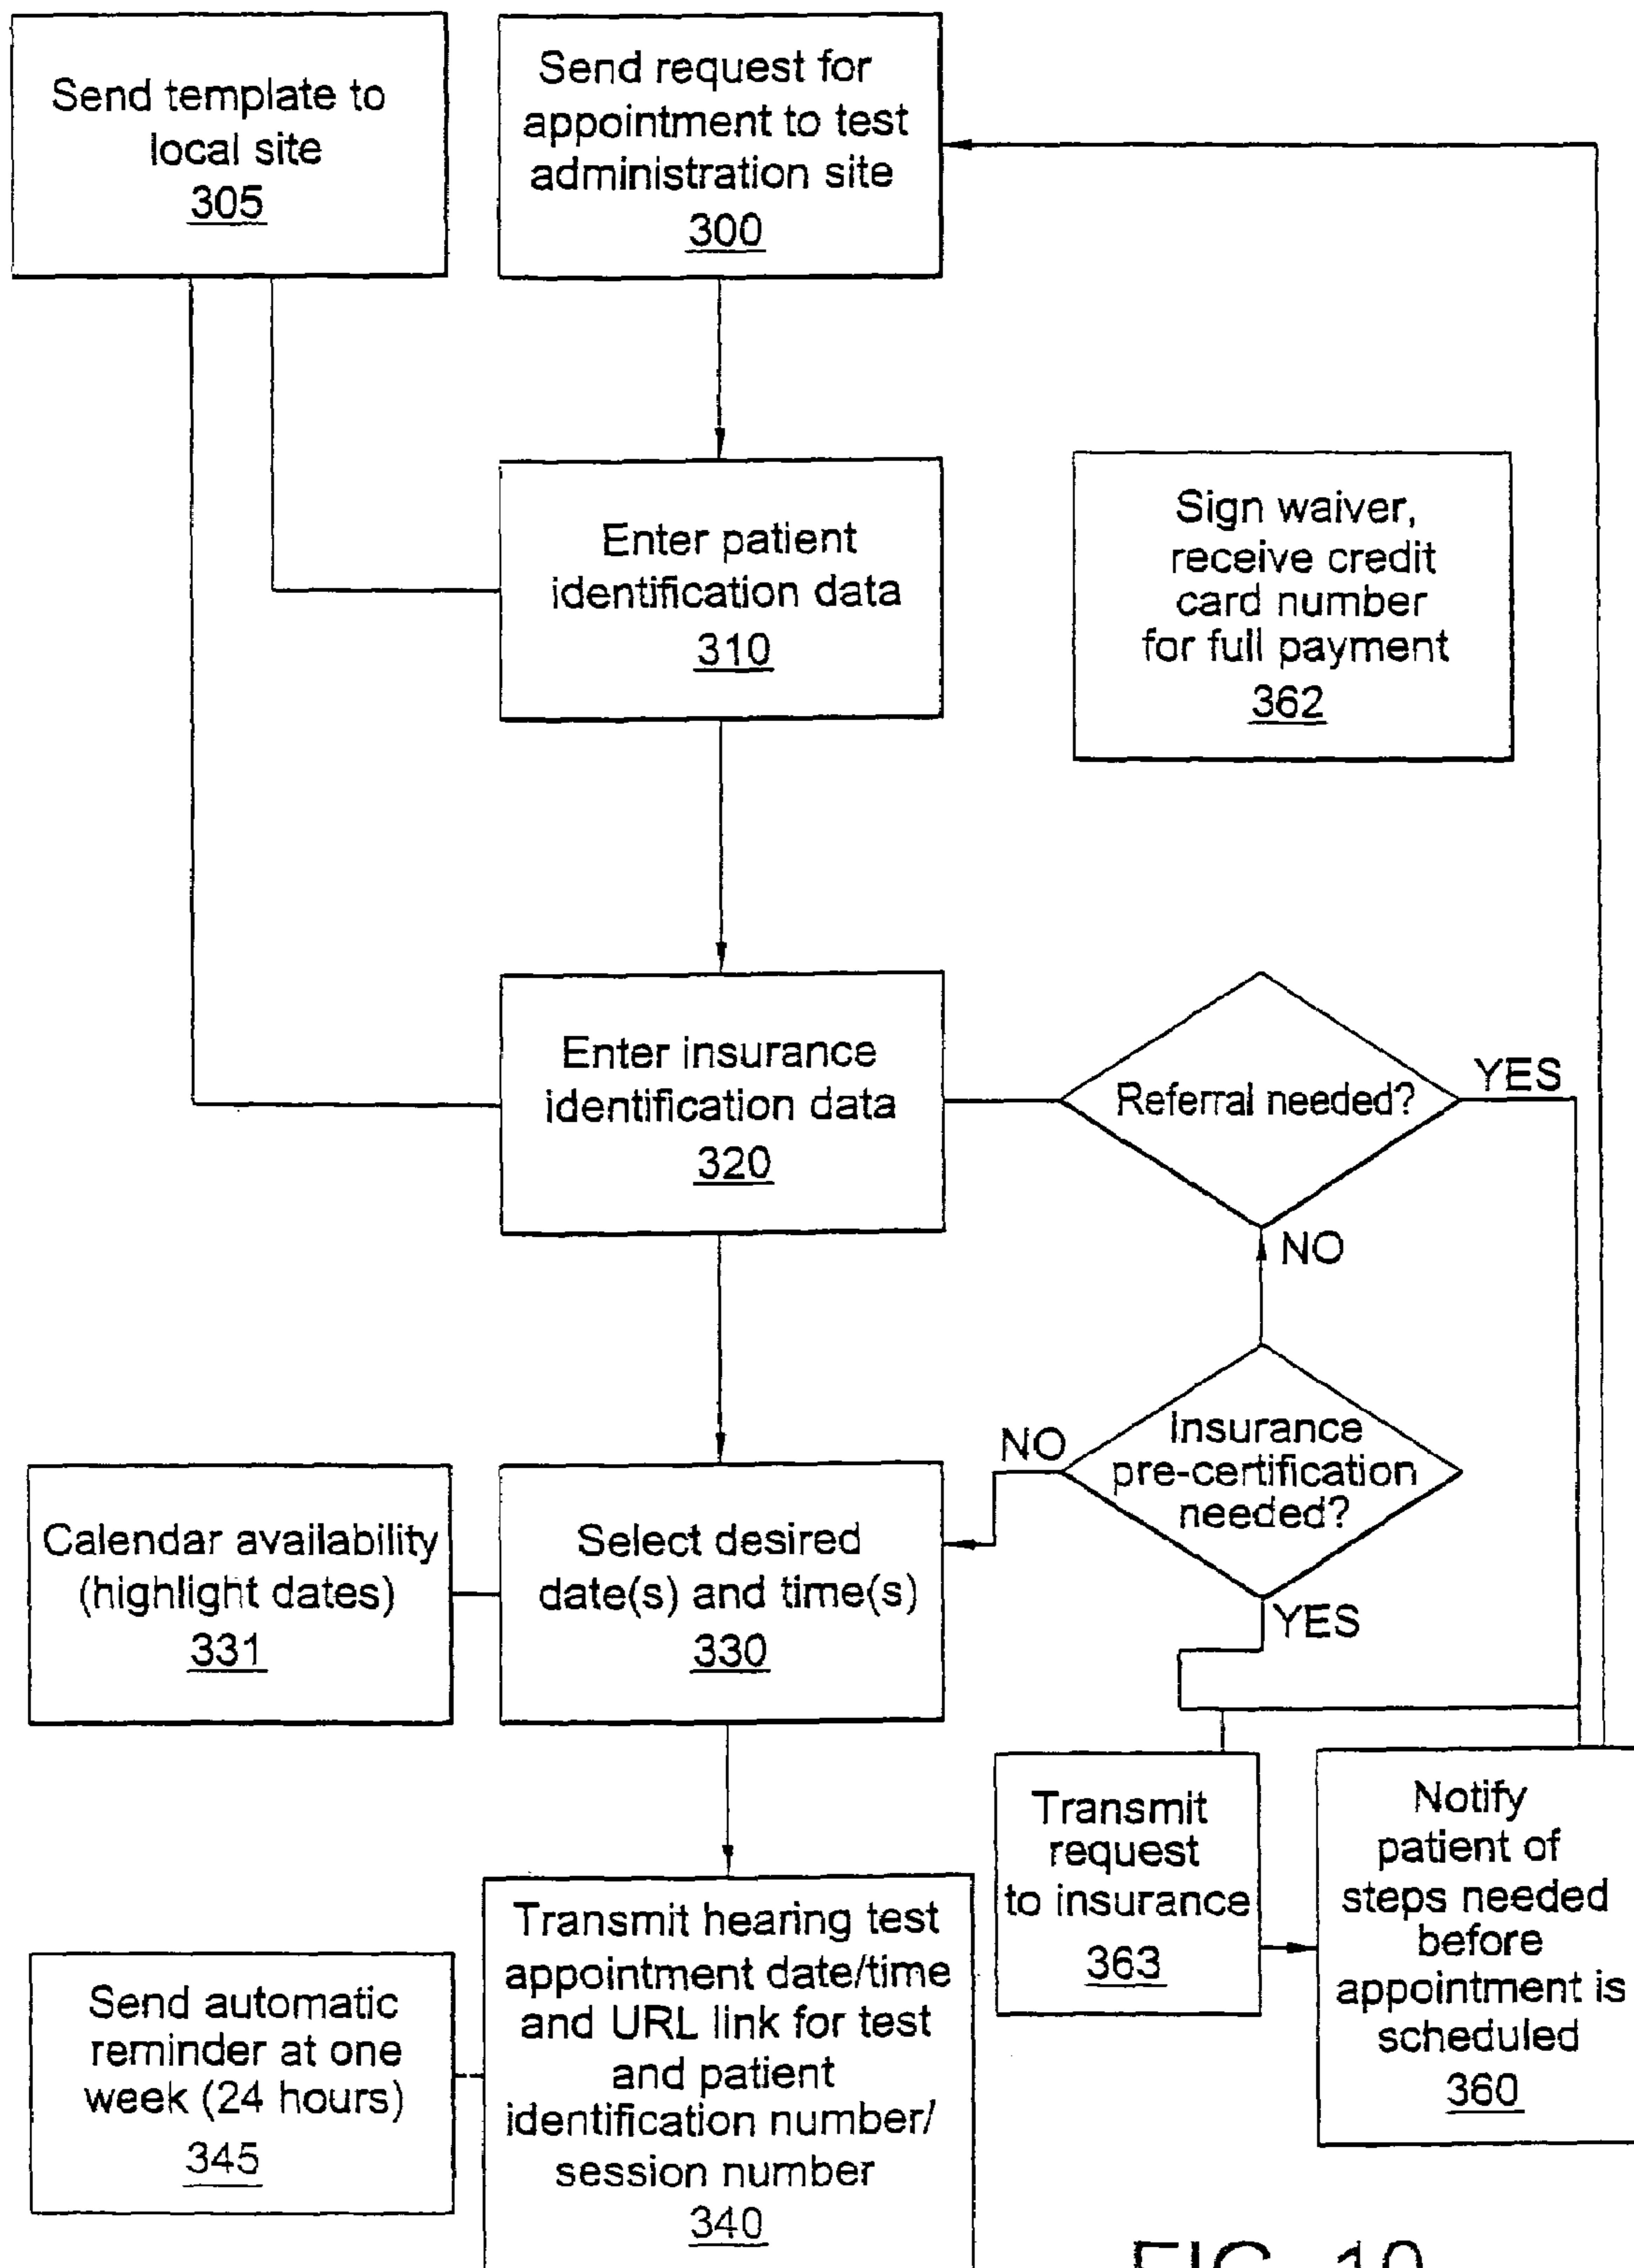 Send template to
local site
305
Send request for
appointment to test
administration site
300
Enter patient
identification data
310
Sign waiver,
receive credit
card number
for full payment
362
Enter insurance
identification data
320
Referral needed?
YES
NO
Insurance
pre-certification
needed?
NO
YES
Calendar availability
(highlight dates)
331
Select desired
date(s) and time(s)
330
Transmit
request
to insurance
363
Notify
patient of
steps needed
before
appointment is
scheduled
360
Send automatic
reminder at one
week (24 hours)
345
Transmit hearing test
appointment date/time
and URL link for test
and patient
identification number/
session number
340
FIG. 10